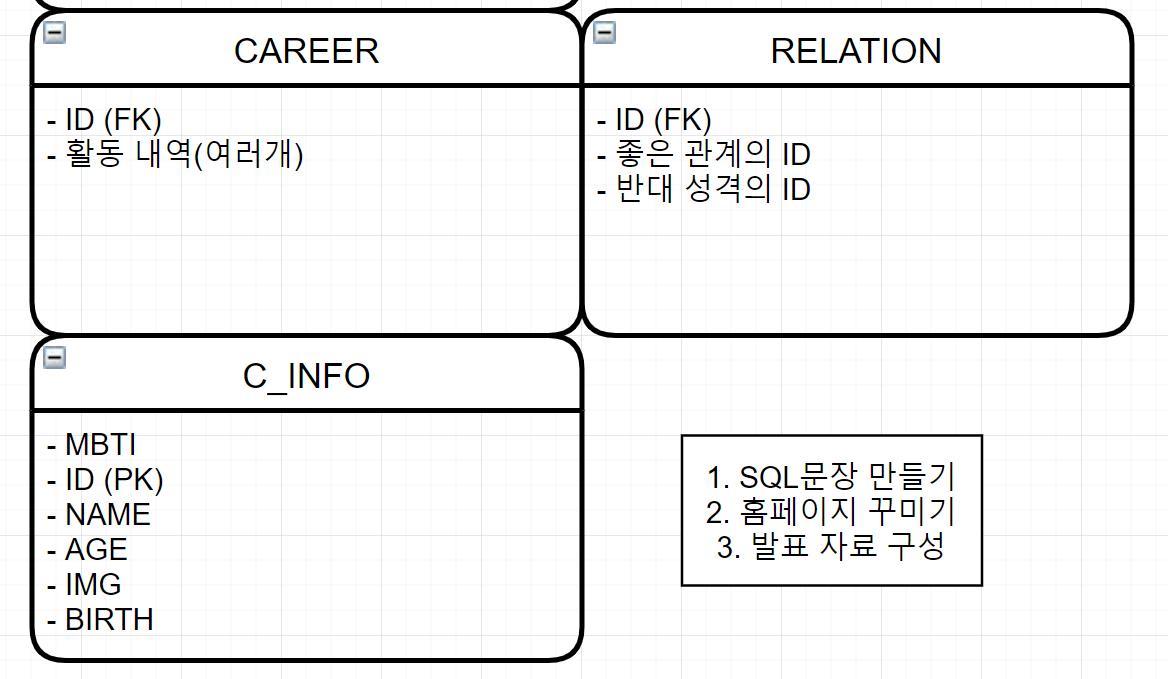 CAREER
- ID (FK)
- 활동 내역(여러개)
RELATION
- ID (FK)
- 좋은 관계의 ID
- 반대 성격의 ID
C_INFO
- MBTI
- ID (PK)
- NAME
- AGE
- IMG
- BIRTH
1. SQL문장 만들기
2. 홈페이지 꾸미기
3. 발표 자료 구성